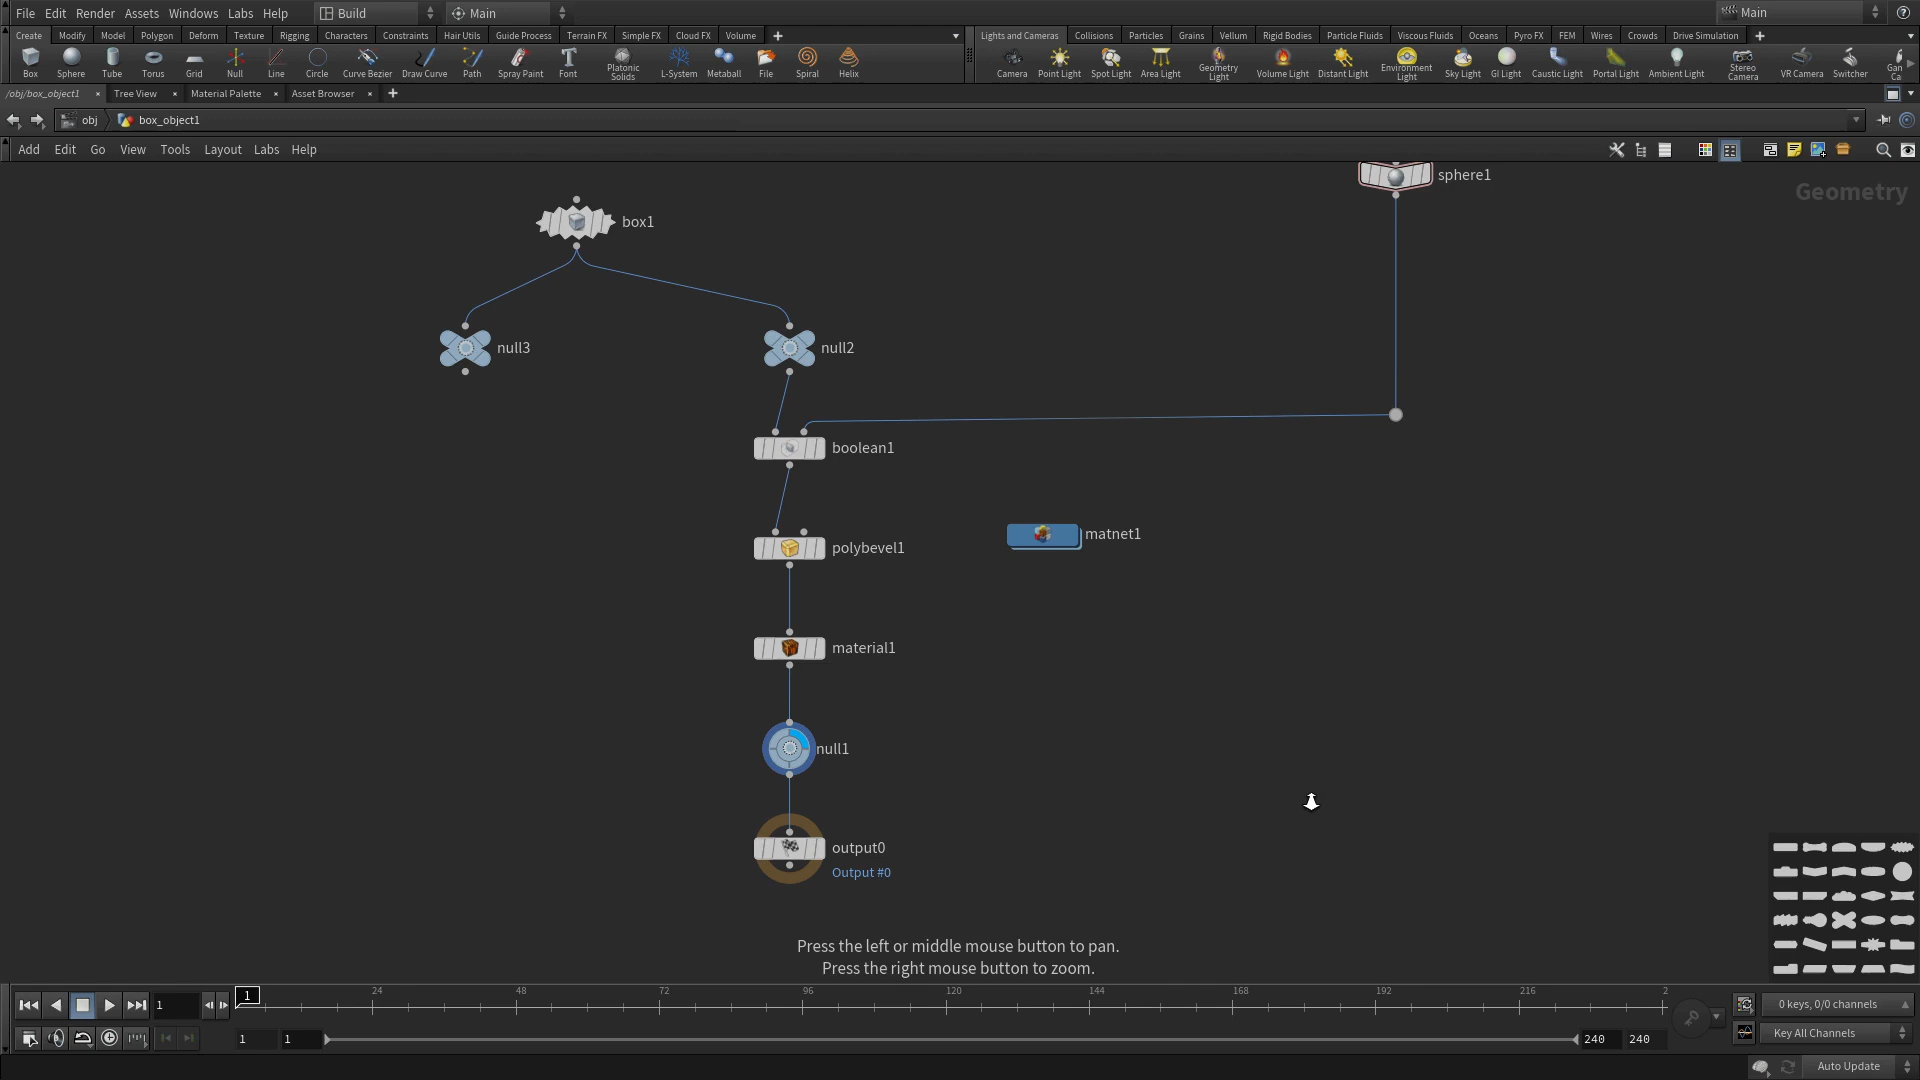 File Edit Render Assets Windows Labs Help Build Main Main
Create Modify Model Polygon Deform Texture Rigging Characters Constraints Hair Utils Guide Process Terrain FX Simple FX Cloud FX Volume
Lights and Cameras Collisions Particles Grains Vellum Rigid Bodies Particle Fluids Viscous Fluids Oceans Pyro FX FEM Wires Crowds Drive Simulation
Box Sphere Tube Torus Grid Null Line Circle Curve Bezier Draw Curve Path Spray Paint Font Platonic Solids L-System Metaball File Spiral Helix
Camera Point Light Spot Light Area Light Geometry Light Volume Light Distant Light Environment Light Sky Light GI Light Caustic Light Portal Light Ambient Light Stereo Camera VR Camera Switcher Gan Ca
/obj/box_object1 Tree View Material Palette Asset Browser
obj box_object1
Add Edit Go View Tools Layout Labs Help
sphere1
Geometry
box1
null3 null2
boolean1
matnet1
polybevel1
material1
null1
output0
Output #0
Press the left or middle mouse button to pan.
Press the right mouse button to zoom.
1 1 24 48 72 96 120 144 168 192 216 2
0 keys, 0/0 channels
1 1 240 240
Key All Channels
Auto Update